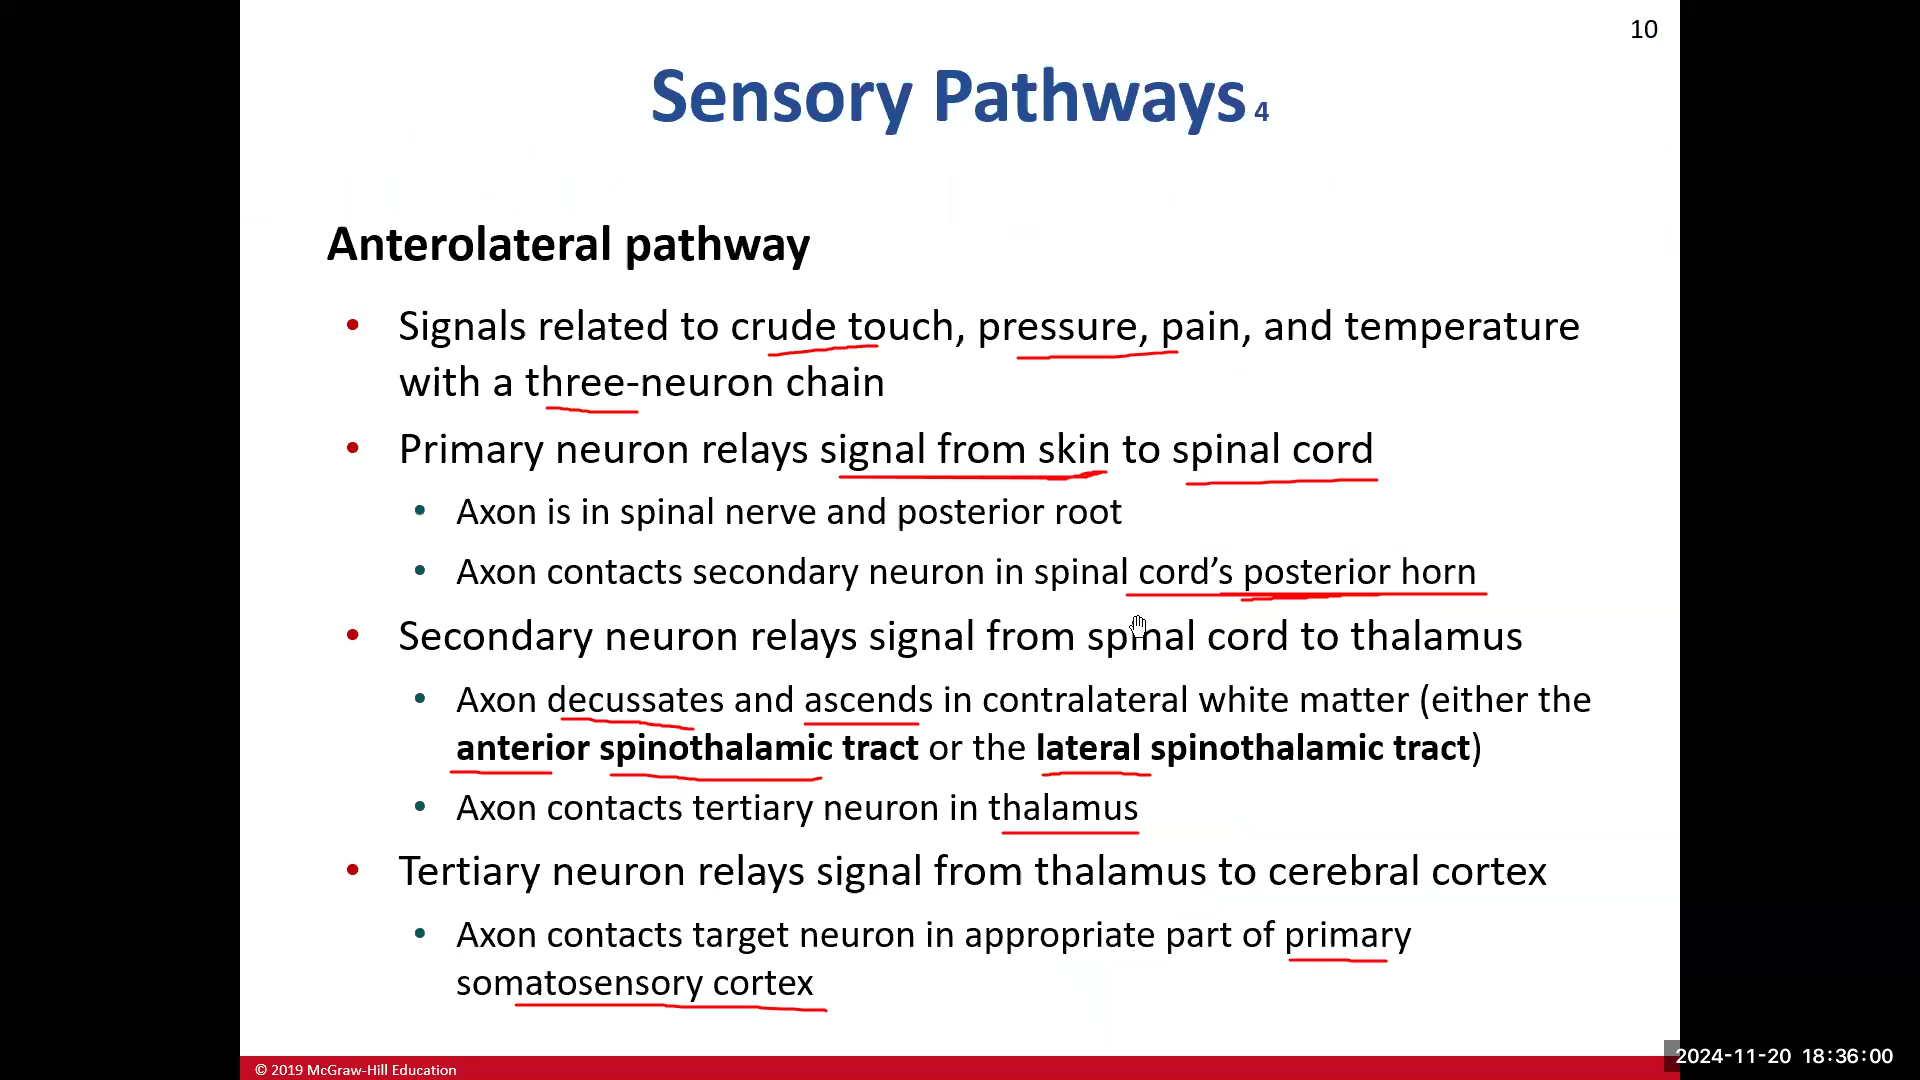 10
Sensory Pathways 4
Anterolateral pathway
• Signals related to crude touch, pressure, pain, and temperature
with a three-neuron chain
• Primary neuron relays signal from skin to spinal cord
• Axon is in spinal nerve and posterior root
• Axon contacts secondary neuron in spinal cord’s posterior horn
• Secondary neuron relays signal from spinal cord to thalamus
• Axon decussates and ascends in contralateral white matter (either the
anterior spinothalamic tract or the lateral spinothalamic tract)
• Axon contacts tertiary neuron in thalamus
• Tertiary neuron relays signal from thalamus to cerebral cortex
• Axon contacts target neuron in appropriate part of primary
somatosensory cortex
© 2019 McGraw-Hill Education
2024-11-20 18:36:00